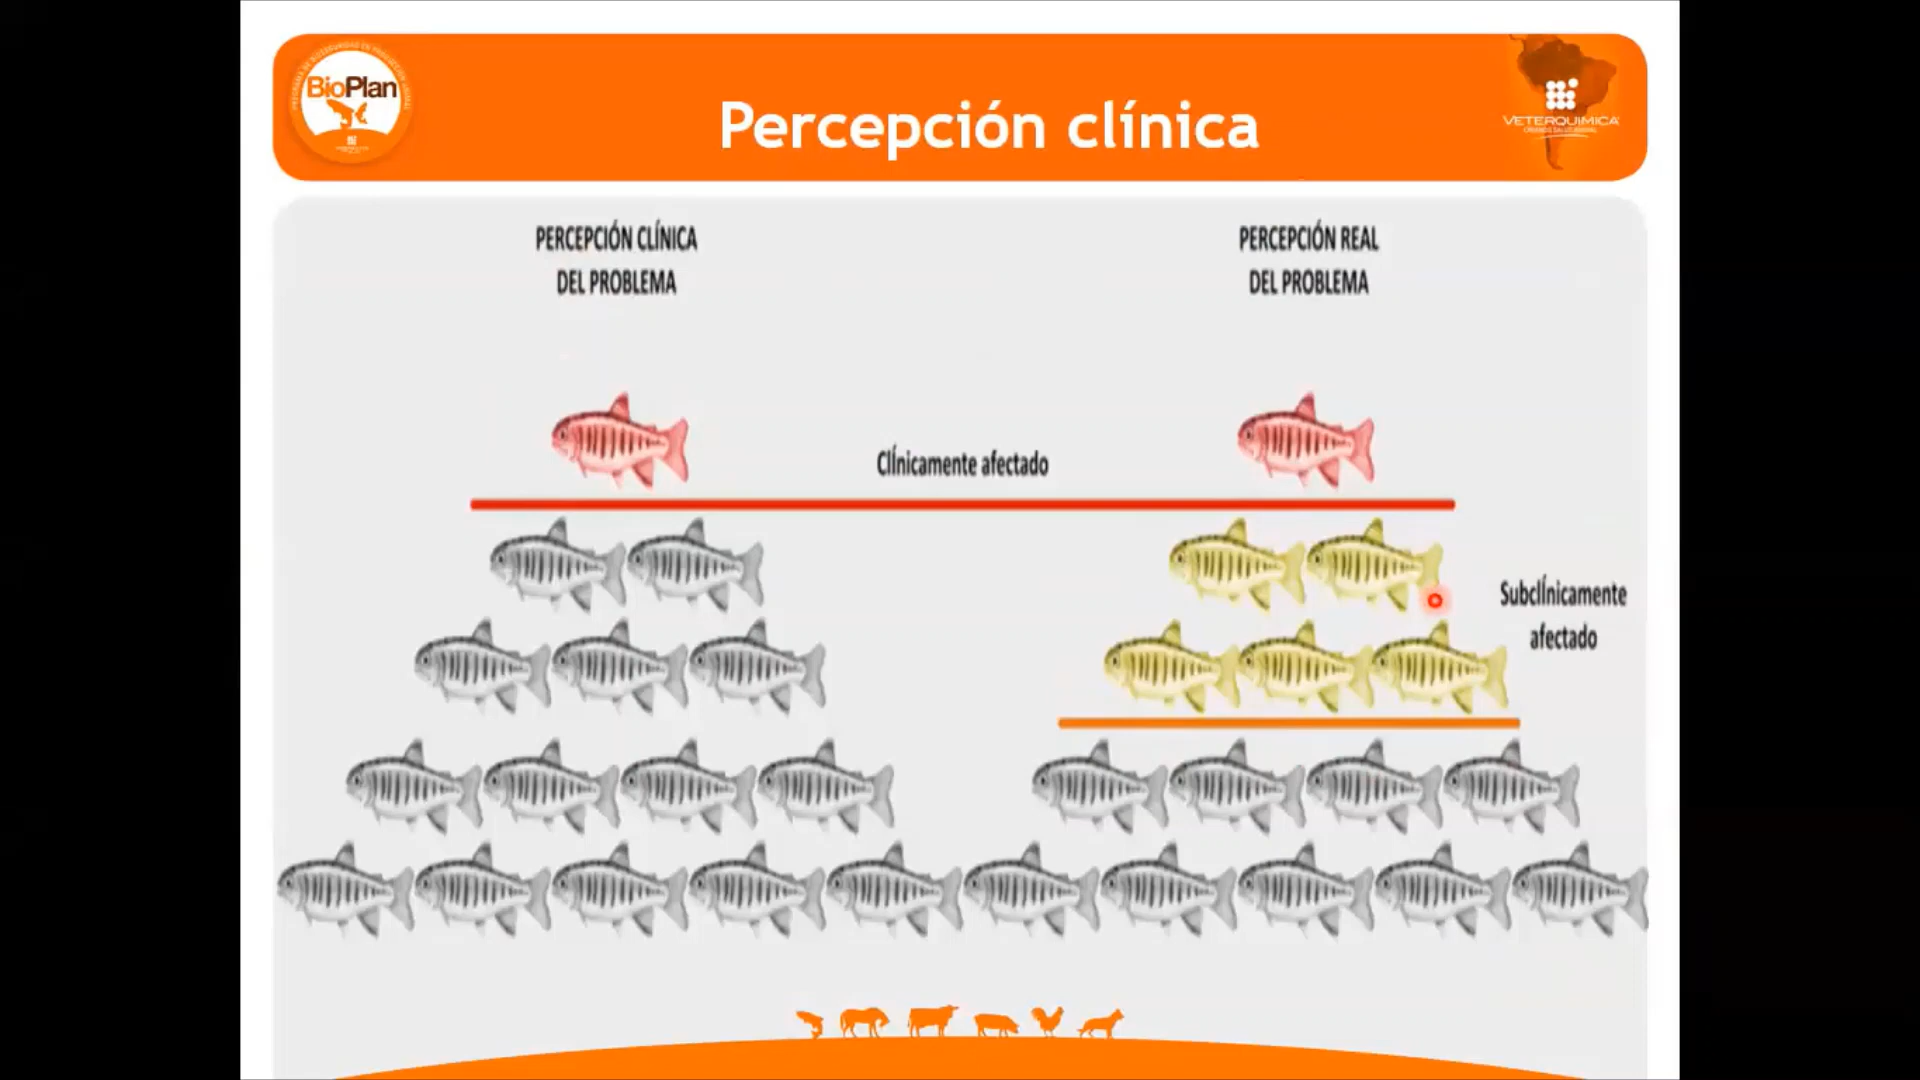 BioPlan
Percepción clínica
VETERQUIMICA
PERCEPCIÓN CLÍNICA
DEL PROBLEMA
PERCEPCIÓN REAL
DEL PROBLEMA
ClÍnicamente afectado
SubclÍnicamente
afectado